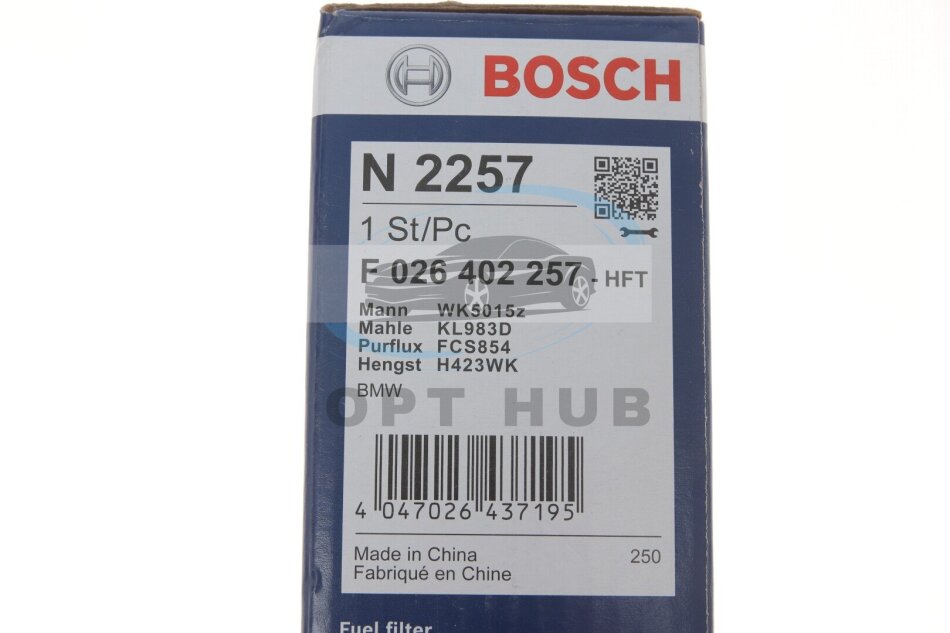 BOSCH
N 2257
1 St/Pc
F 026 402 257 - HFT
Mann WK5015z
Mahle KL983D
Purflux FCS854
Hengst H423WK
BMW
OPT HUB
4 047026 437195
Made in China 250
Fabriqué en Chine
Fuel filter